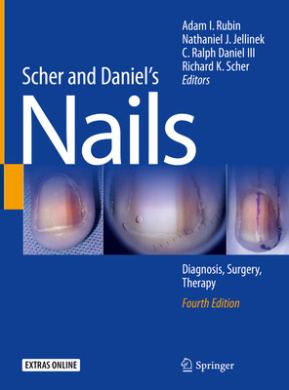 Adam I. Rubin
Nathaniel J. Jellinek
C. Ralph Daniel III
Richard K. Scher
Editors
Scher and Daniel's
Nails
Diagnosis, Surgery,
Therapy
Fourth Edition
EXTRAS ONLINE
Springer